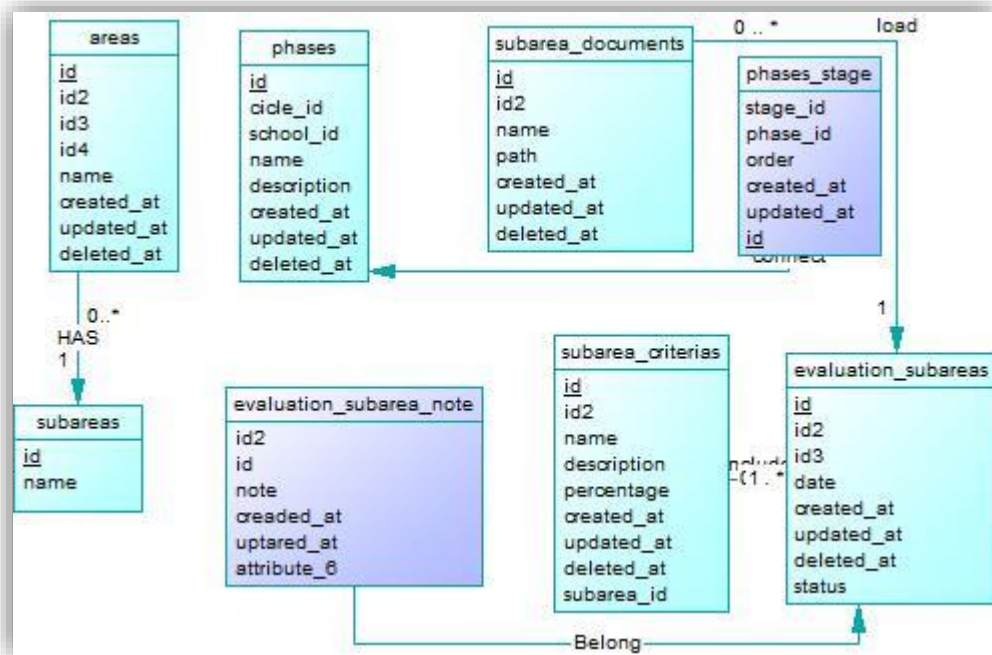 areas
id
id2
id3
id4
name
created_at
updated_at
deleted_at
phases
id
cicle_id
school_id
name
description
created_at
updated_at
deleted_at
subarea_documents
id
id2
name
path
created_at
updated_at
deleted_at
0 .. *
load
phases_stage
stage_id
phase_id
order
created_at
updated_at
id
connect
0..*
HAS
1
1
subareas
id
name
evaluation_subarea_note
id2
id
note
creaded_at
uptared_at
attribute_6
subarea_criterias
id
id2
name
description
percentage
created_at
updated_at
deleted_at
subarea_id
1 . *
evaluation_subareas
id
id2
id3
date
created_at
updated_at
deleted_at
status
Belong